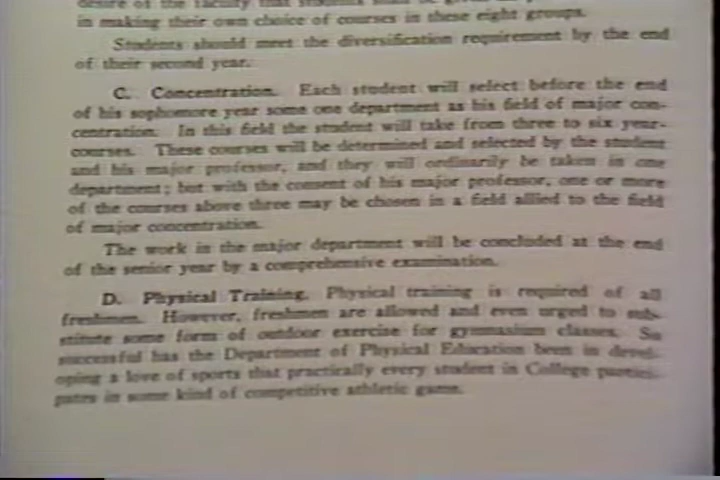 desire of the faculty that students
in making their own choice of courses in these eight groups.
Students should meet the diversification requirement by the end
of their second year.
C. Concentration. Each student will select before the end
of his sophomore year some one department as his field of major con-
centration. In this field the student will take from three to six year-
courses. These courses will be determined and selected by the student
and his major professor, and they will ordinarily be taken in one
department; but with the consent of his major professor, one or more
of the courses above three may be chosen in a field allied to the field
of major concentration.
The work in the major department will be concluded at the end
of the senior year by a comprehensive examination.
D. Physical Training. Physical training is required of all
freshmen. However, freshmen are allowed and even urged to sub-
stitute some form of outdoor exercise for gymnasium classes. So
successful has the Department of Physical Education been in devel-
oping a love of sports that practically every student in College partici-
pates in some kind of competitive athletic game.